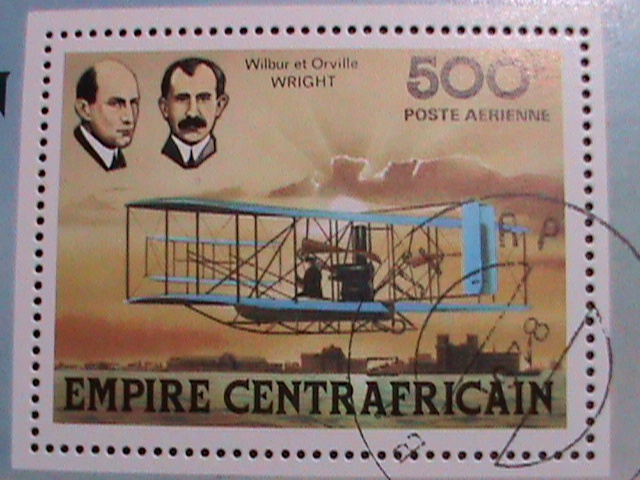 Wilbur et Orville
WRIGHT
500
POSTE AERIENNE
EMPIRE CENTRAFRICAIN